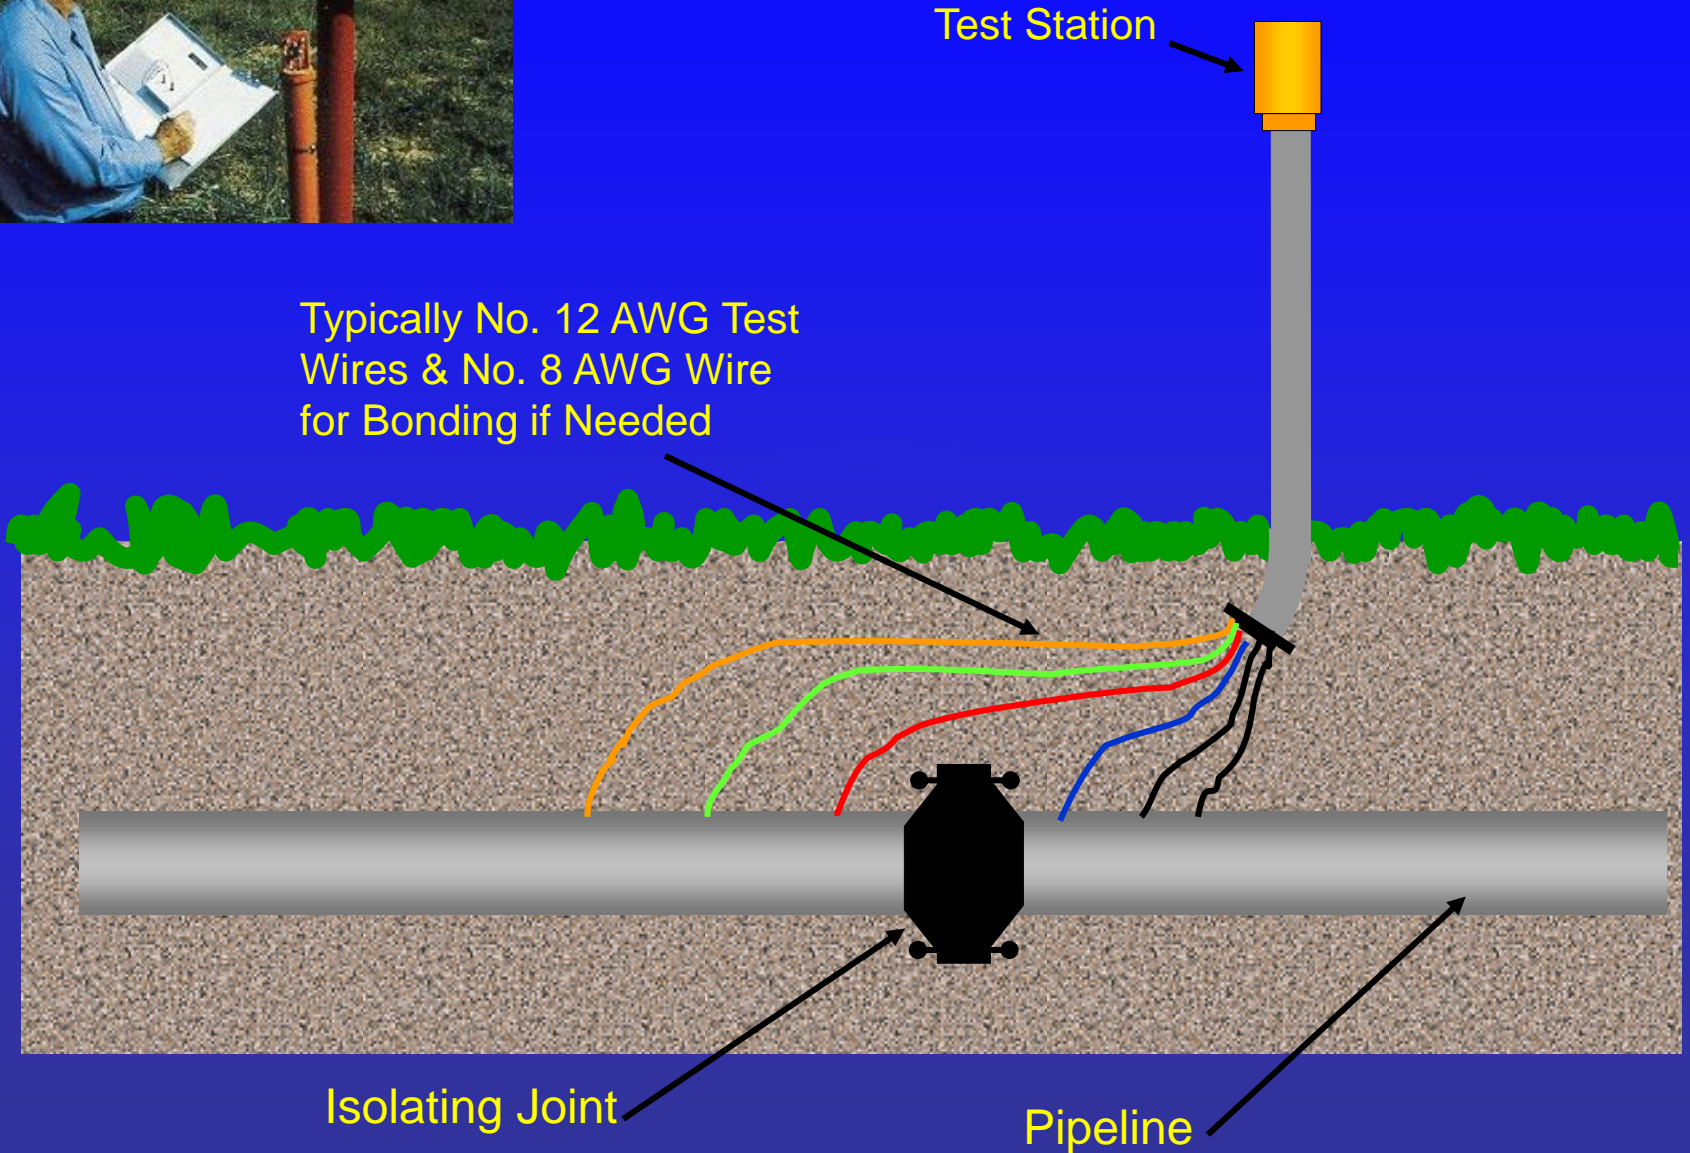 Test Station
Typically No. 12 AWG Test
Wires & No. 8 AWG Wire
for Bonding if Needed
Isolating Joint
Pipeline